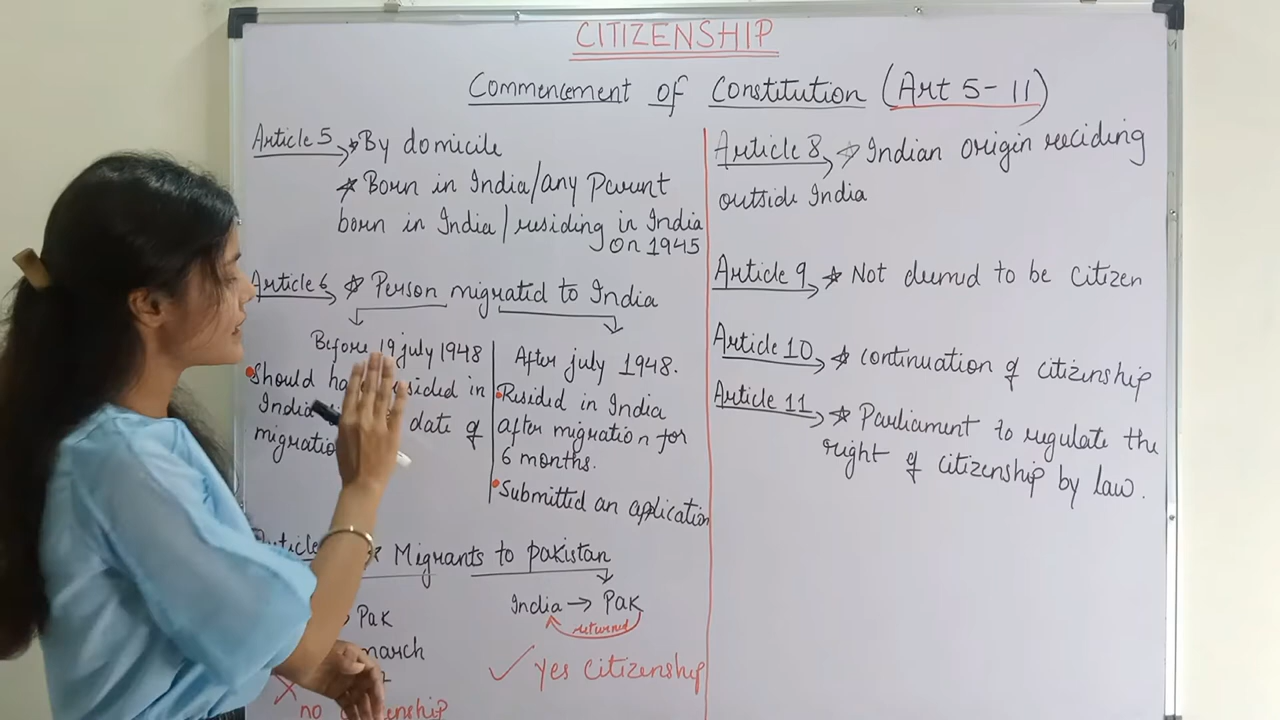 CITIZENSHIP
Commencement of Constitution (Art 5-11)
Article 5 → ☆ By domicile
☆ Born in India/any Parent
born in India/residing in India
on 1945
Article 6 → ☆ Person migrated to India
Before 19 july 1948
Should have resided in
India date of
migration
After july 1948.
Resided in India
after migration for
6 months.
Submitted an application
Article ☆ Migrants to pakistan
Pak
march
no citizenship
India → Pak
returned
✓ yes citizenship
Article 8 → ☆ Indian origin reciding
outside India
Article 9 → ☆ Not deemed to be citizen
Article 10 → ☆ continuation of citizenship
Article 11 → ☆ Parliament to regulate the
right of citizenship by law.